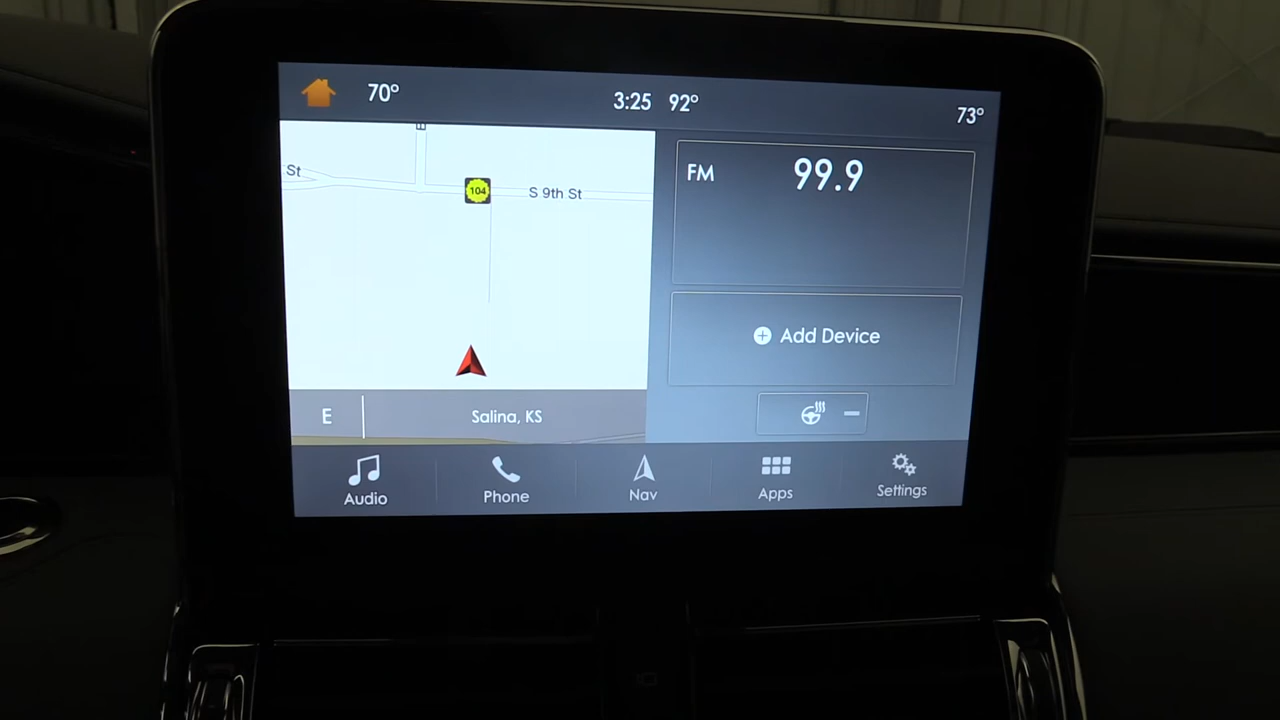 70° 3:25 92° 73°
St
104
S 9th St
FM 99.9
Add Device
E Salina, KS
Audio Phone Nav Apps Settings